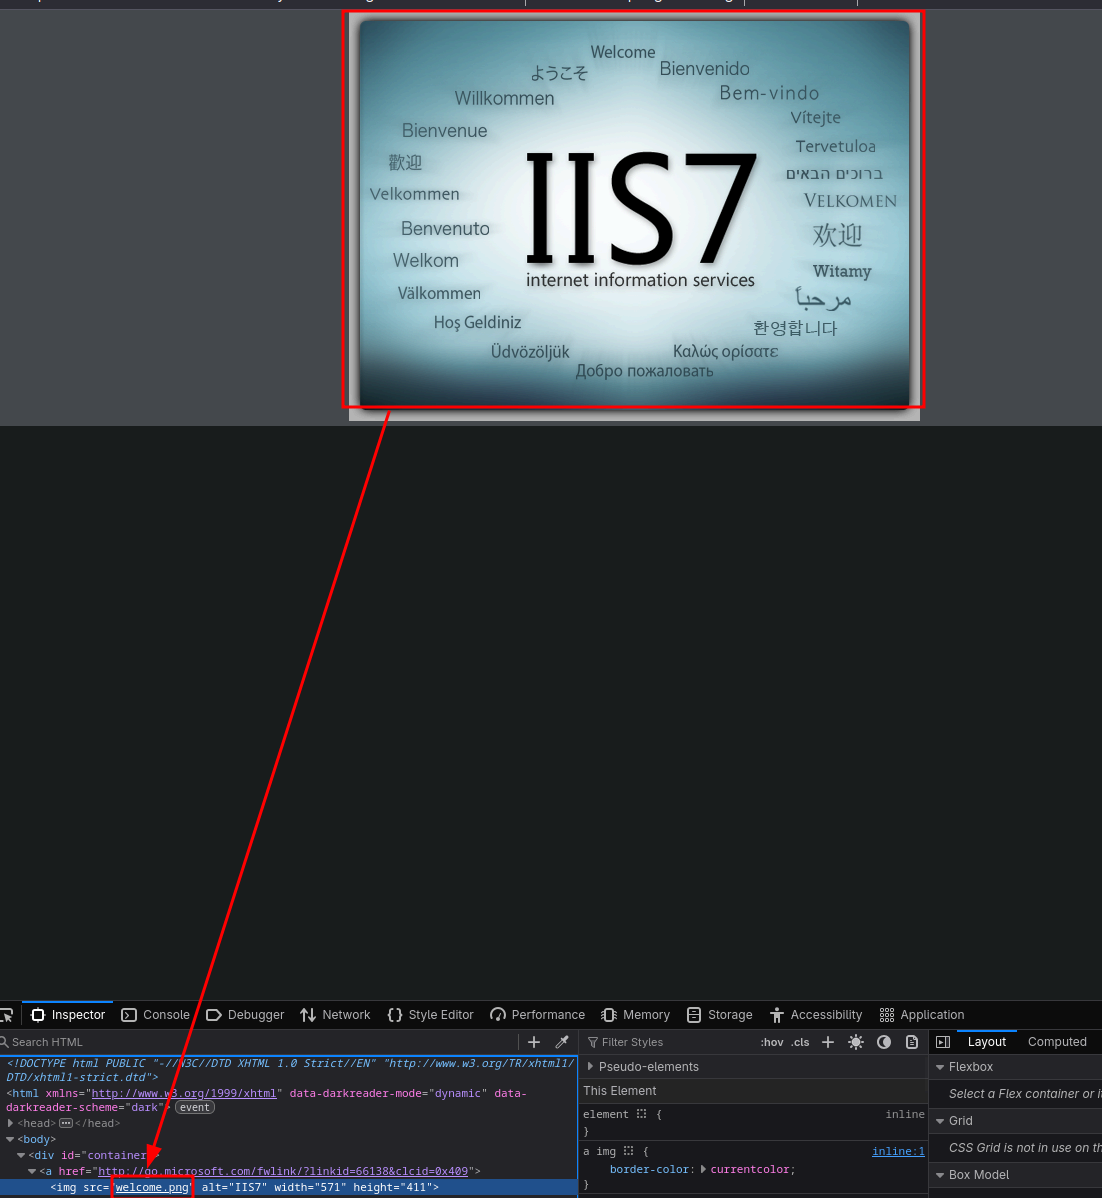 Welcome
ようこそ
Bienvenido
Willkommen
Bem-vindo
Vítejte
Bienvenue
Tervetuloa
歡迎
ברוכים הבאים
Velkommen
VELKOMEN
Benvenuto
欢迎
Welkom
Witamy
Välkommen
مرحباً
Hoş Geldiniz
환영합니다
Üdvözöljük
Καλώς ορίσατε
Добро пожаловать
IIS7
internet information services
Inspector Console Debugger Network Style Editor Performance Memory Storage Accessibility Application
Search HTML
<!DOCTYPE html PUBLIC "-//W3C//DTD XHTML 1.0 Strict//EN" "http://www.w3.org/TR/xhtml1/
DTD/xhtml1-strict.dtd">
<html xmlns="http://www.w3.org/1999/xhtml" data-darkreader-mode="dynamic" data-
darkreader-scheme="dark"> event
<head> </head>
<body>
<div id="container">
<a href="http://go.microsoft.com/fwlink/?linkid=66138&clcid=0x409">
<img src="welcome.png" alt="IIS7" width="571" height="411">
Filter Styles :hov .cls
Pseudo-elements
This Element
element { inline
}
a img { inline:1
border-color: currentcolor;
}
Layout Computed
Flexbox
Select a Flex container or
Grid
CSS Grid is not in use on
Box Model